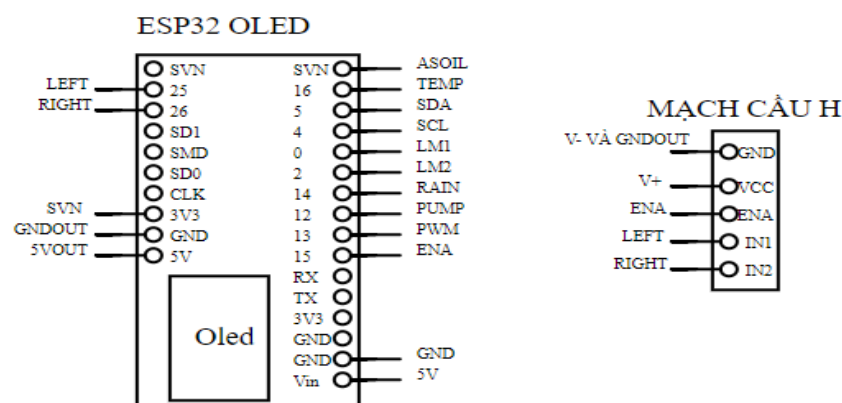 ESP32 OLED
SVN SVN ASOIL
LEFT 25 16 TEMP
RIGHT 26 5 SDA
SD1 4 SCL
SMD 0 LM1
SD0 2 LM2
CLK 14 RAIN
SVN 3V3 12 PUMP
GNDOUT GND 13 PWM
5VOUT 5V 15 ENA
RX
TX
3V3
GND
GND GND
Vin 5V
Oled
MẠCH CẦU H
V- VÀ GNDOUT GND
V+ VCC
ENA ENA
LEFT IN1
RIGHT IN2